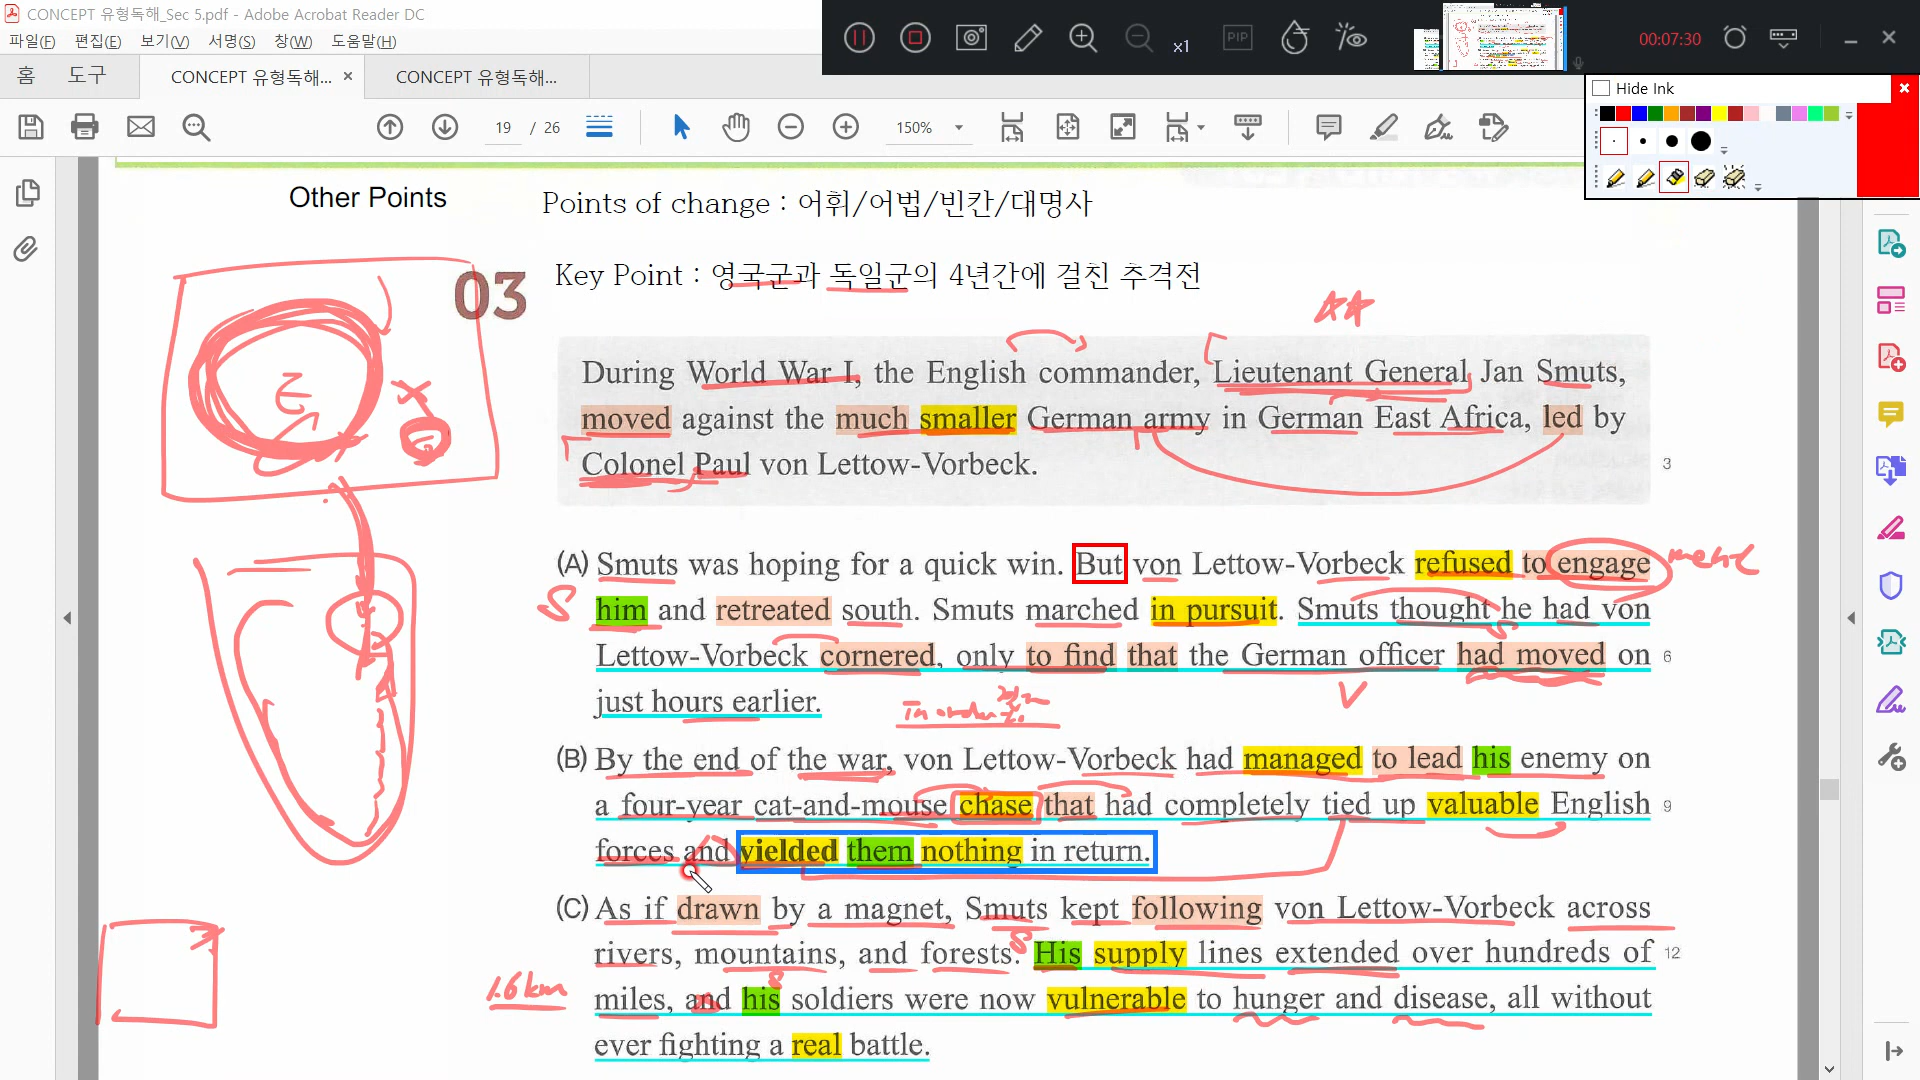 CONCEPT 유형독해_Sec 5.pdf - Adobe Acrobat Reader DC
파일(F) 편집(E) 보기(V) 서명(S) 창(W) 도움말(H)
x1
PIP
00:07:30
홈 도구 CONCEPT 유형독해... × CONCEPT 유형독해...
Hide Ink
19 / 26
150%
Other Points
Points of change : 어휘/어법/빈칸/대명사
03
Key Point : 영국군과 독일군의 4년간에 걸친 추격전
During World War I, the English commander, Lieutenant General Jan Smuts,
moved against the much smaller German army in German East Africa, led by
Colonel Paul von Lettow-Vorbeck.
3
(A) Smuts was hoping for a quick win. But von Lettow-Vorbeck refused to engage ment
S him and retreated south. Smuts marched in pursuit. Smuts thought he had von
Lettow-Vorbeck cornered, only to find that the German officer had moved on 6
just hours earlier.
(B) By the end of the war, von Lettow-Vorbeck had managed to lead his enemy on
a four-year cat-and-mouse chase that had completely tied up valuable English 9
forces and yielded them nothing in return.
(C) As if drawn by a magnet, Smuts kept following von Lettow-Vorbeck across
rivers, mountains, and forests. His supply lines extended over hundreds of 12
1.6km miles, and his soldiers were now vulnerable to hunger and disease, all without
ever fighting a real battle.